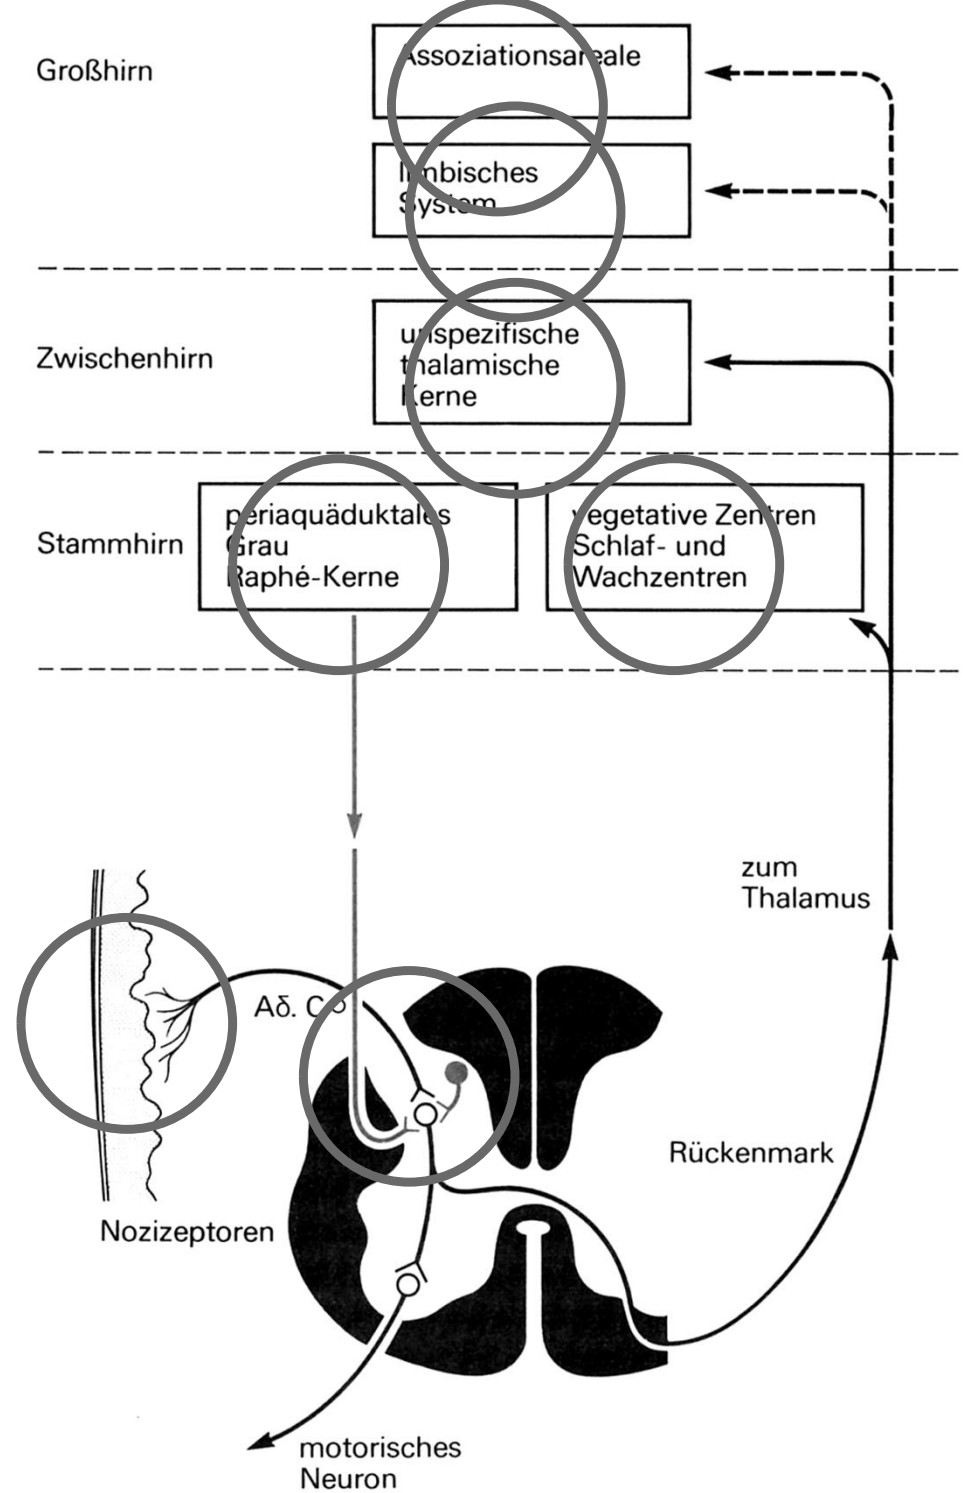 Großhirn
Assoziationsareale
limbisches
System
Zwischenhirn
unspezifische
thalamische
Kerne
Stammhirn
periaquäduktales
Grau
Raphé-Kerne
vegetative Zentren
Schlaf- und
Wachzentren
zum
Thalamus
Aδ. C
Rückenmark
Nozizeptoren
motorisches
Neuron